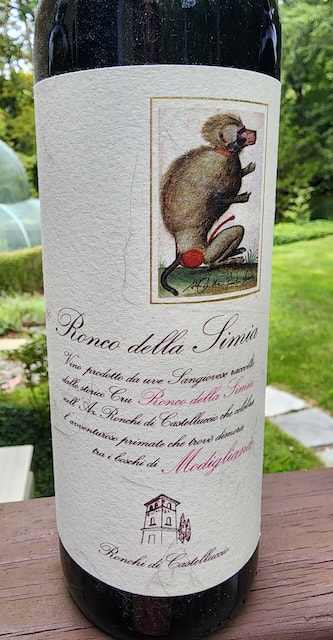 Ronco della Simia
Vino prodotto da uve Sangiovese raccolte
dallo storico Cru Ronco della Simia
nell'Az. Ronchi di Castelluccio che celebra
l'avventuroso primate che trovò dimora
tra i boschi di Modigliana
Ronchi di Castelluccio